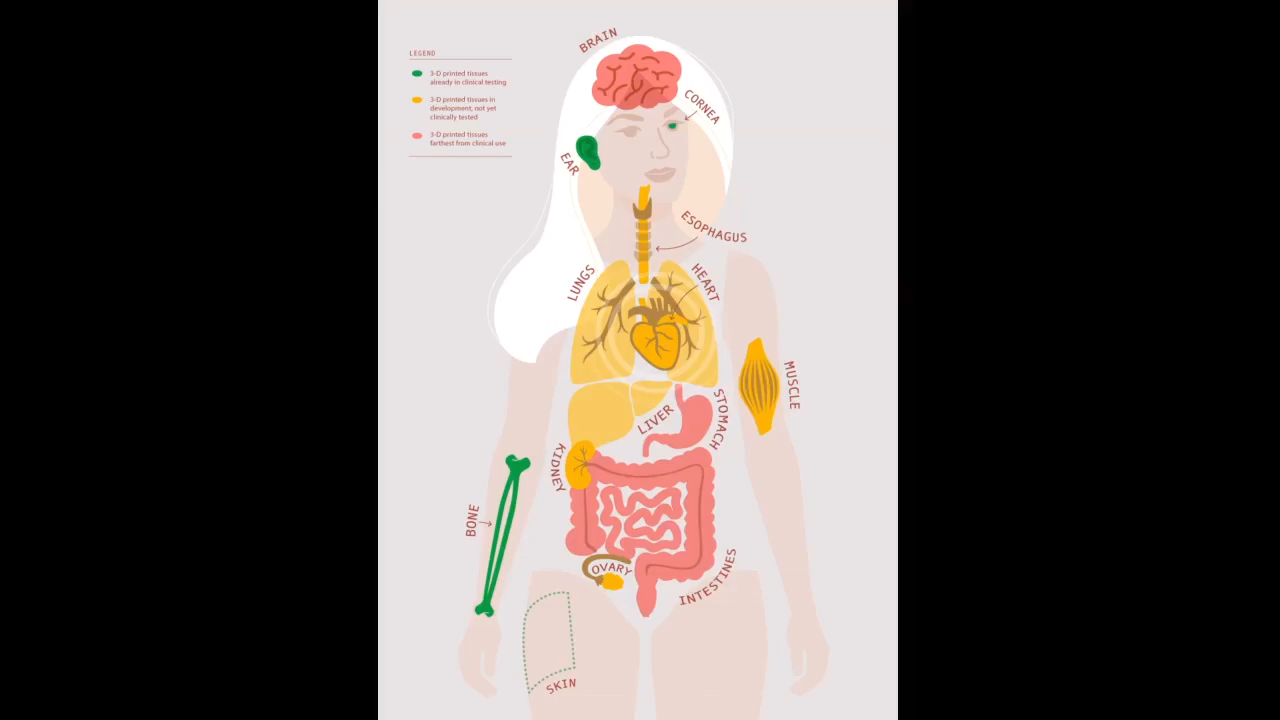 BRAIN
LEGEND
3-D printed tissues
already in clinical testing
3-D printed tissues in
development, not yet
clinically tested
3-D printed tissues
farthest from clinical use
CORNEA
EAR
ESOPHAGUS
LUNGS
HEART
MUSCLE
STOMACH
LIVER
KIDNEY
BONE
OVARY
INTESTINES
SKIN